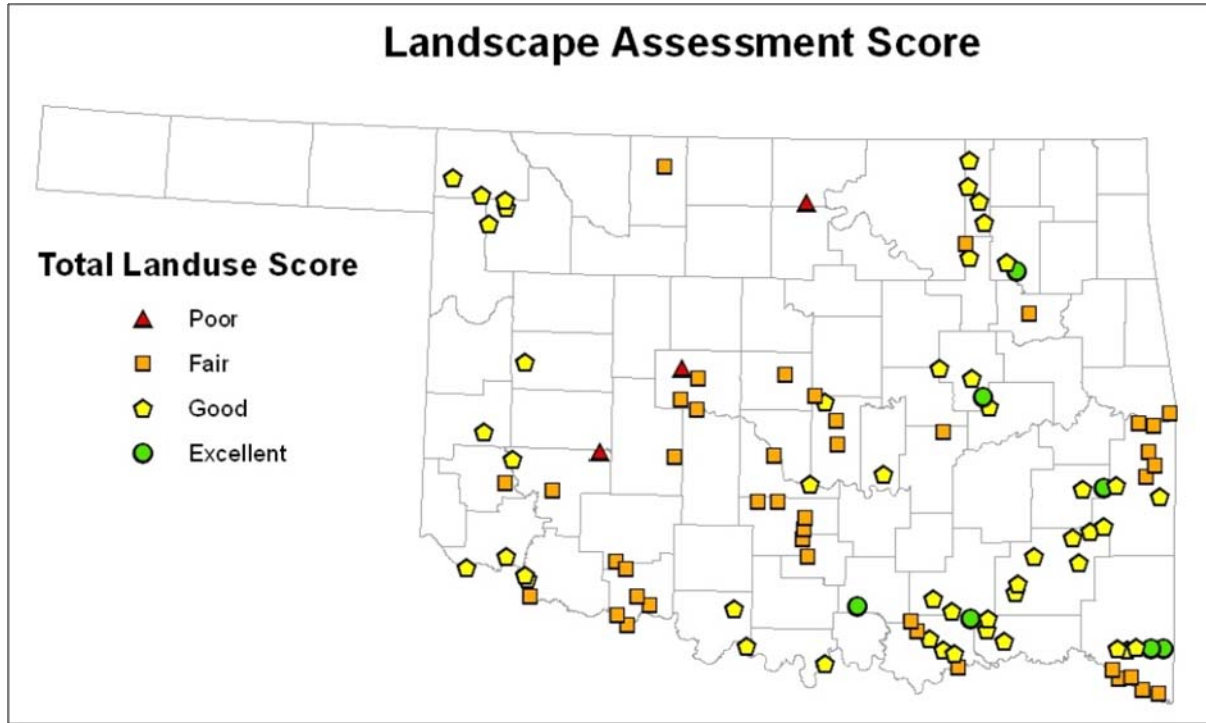 Landscape Assessment Score
Total Landuse Score
Poor
Fair
Good
Excellent